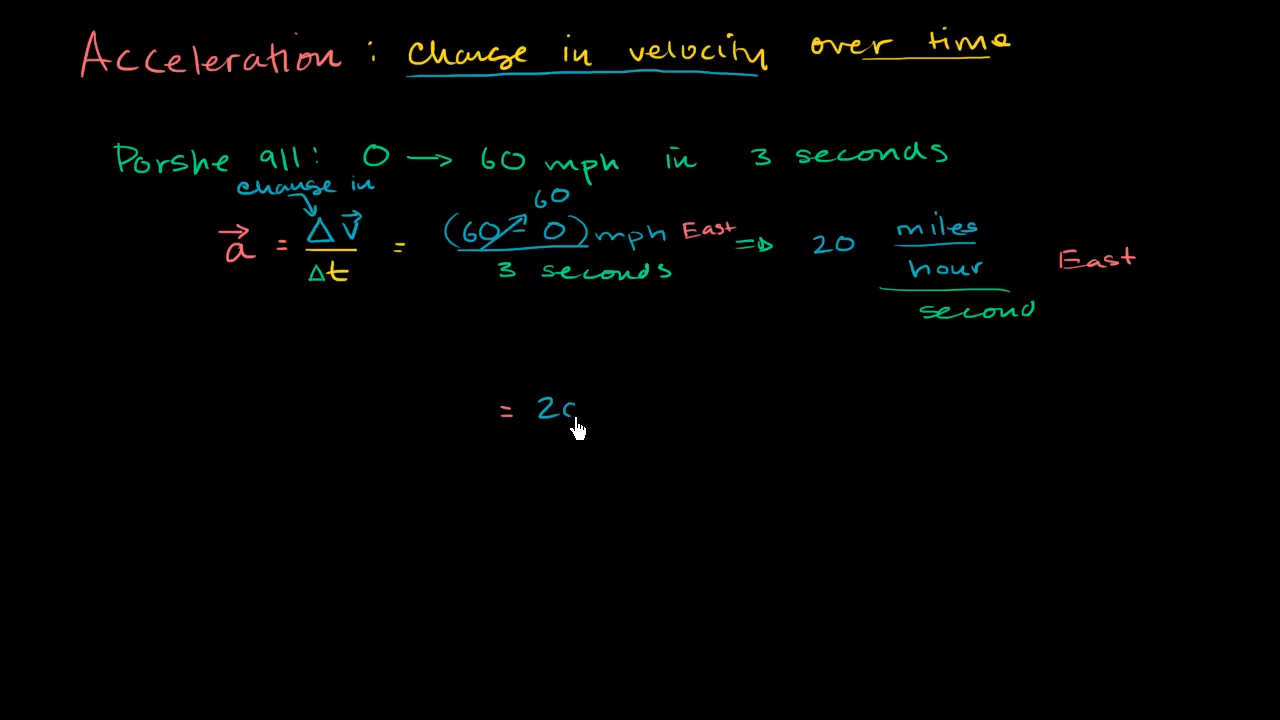 Acceleration: change in velocity over time
Porshe 911: 0 → 60 mph in 3 seconds
change in
60
a = Δv = (60 - 0) mph East ⇒ 20 miles
Δt 3 seconds hour East
second
= 20